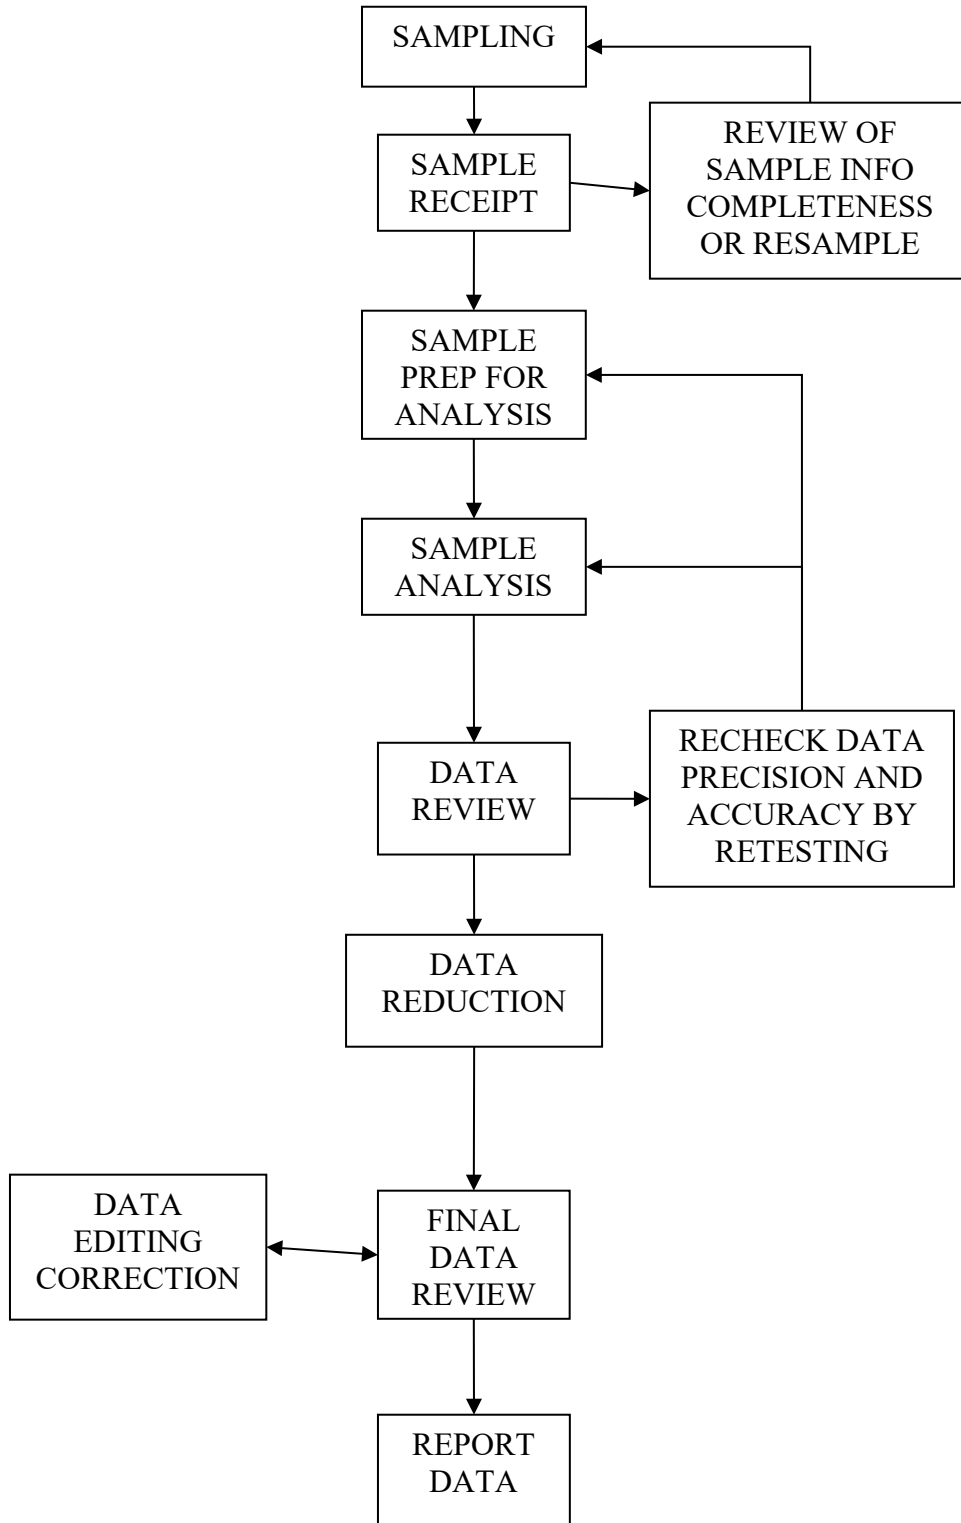 SAMPLING
REVIEW OF
SAMPLE INFO
COMPLETENESS
OR RESAMPLE
SAMPLE
RECEIPT
SAMPLE
PREP FOR
ANALYSIS
SAMPLE
ANALYSIS
DATA
REVIEW
RECHECK DATA
PRECISION AND
ACCURACY BY
RETESTING
DATA
REDUCTION
DATA
EDITING
CORRECTION
FINAL
DATA
REVIEW
REPORT
DATA